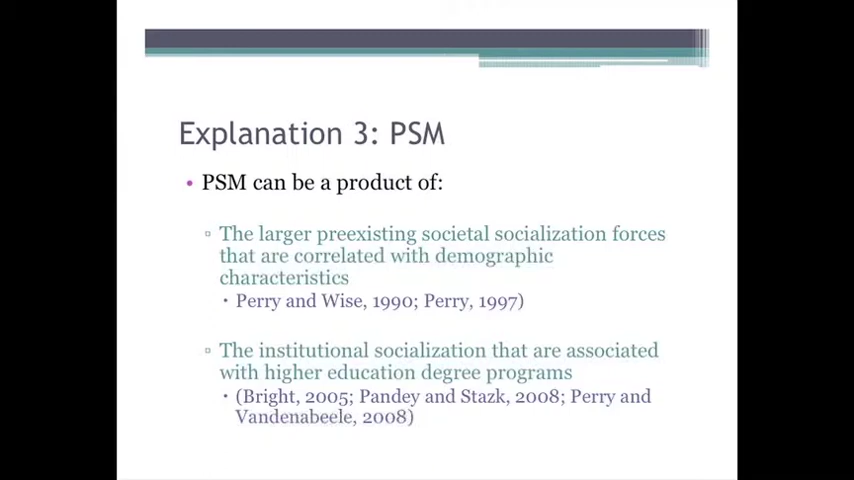 Explanation 3: PSM
• PSM can be a product of:
▫ The larger preexisting societal socialization forces
that are correlated with demographic
characteristics
▪ Perry and Wise, 1990; Perry, 1997)
▫ The institutional socialization that are associated
with higher education degree programs
▪ (Bright, 2005; Pandey and Stazk, 2008; Perry and
Vandenabeele, 2008)